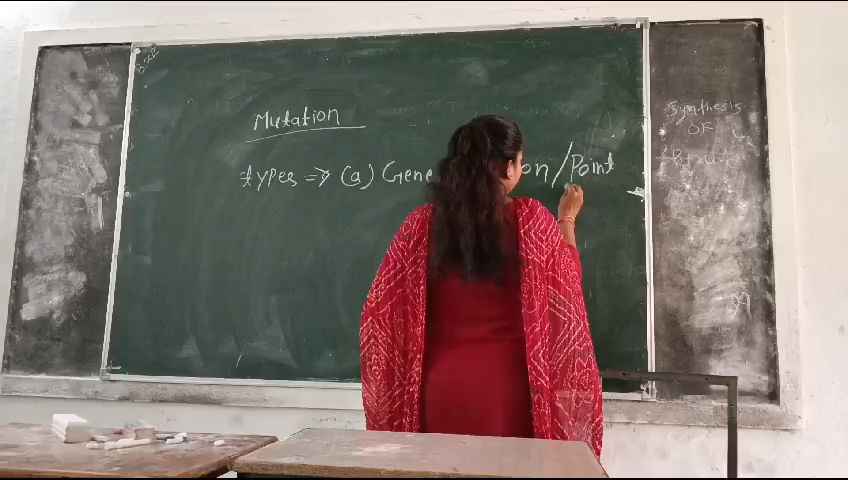 Mutation
types => (a) Gene on/Point
Synthesis
OF